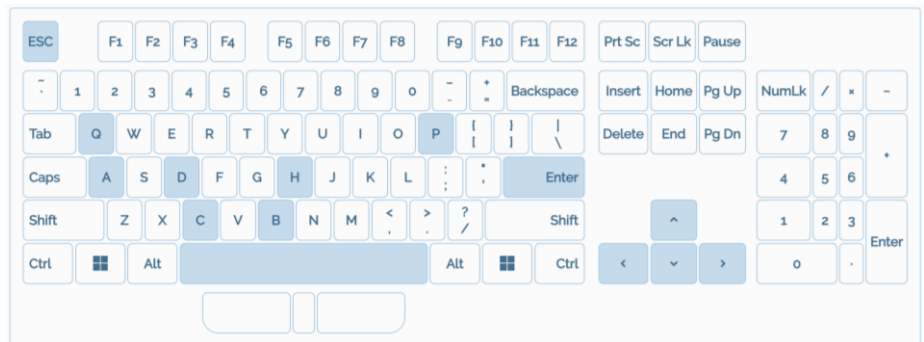 ESC F1 F2 F3 F4 F5 F6 F7 F8 F9 F10 F11 F12 Prt Sc Scr Lk Pause
~ ` 1 2 3 4 5 6 7 8 9 0 - - + = Backspace Insert Home Pg Up NumLk / × -
Tab Q W E R T Y U I O P { [ } ] | \ Delete End Pg Dn 7 8 9 +
Caps A S D F G H J K L : ; " ' Enter 4 5 6
Shift Z X C V B N M < , > . ? / Shift ^ 1 2 3 Enter
Ctrl Alt Alt Ctrl < ⌄ > 0 .